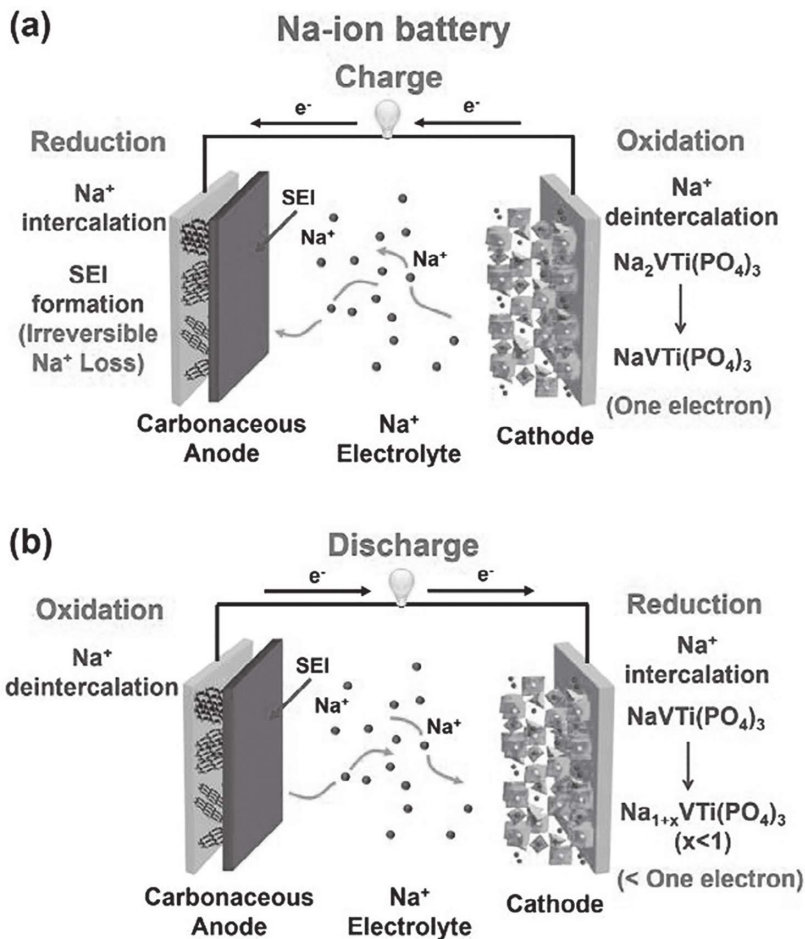 (a)
Na-ion battery
Charge
e- e-
Reduction
Oxidation
Na+
intercalation
SEI
formation
(Irreversible
Na+ Loss)
SEI
Na+
Na+
Na+
deintercalation
Na2VTi(PO4)3
NaVTi(PO4)3
(One electron)
Carbonaceous
Anode
Na+
Electrolyte
Cathode
(b)
Discharge
e- e-
Oxidation
Reduction
Na+
deintercalation
SEI
Na+
Na+
Na+
intercalation
NaVTi(PO4)3
Na1+xVTi(PO4)3
(x<1)
(< One electron)
Carbonaceous
Anode
Na+
Electrolyte
Cathode